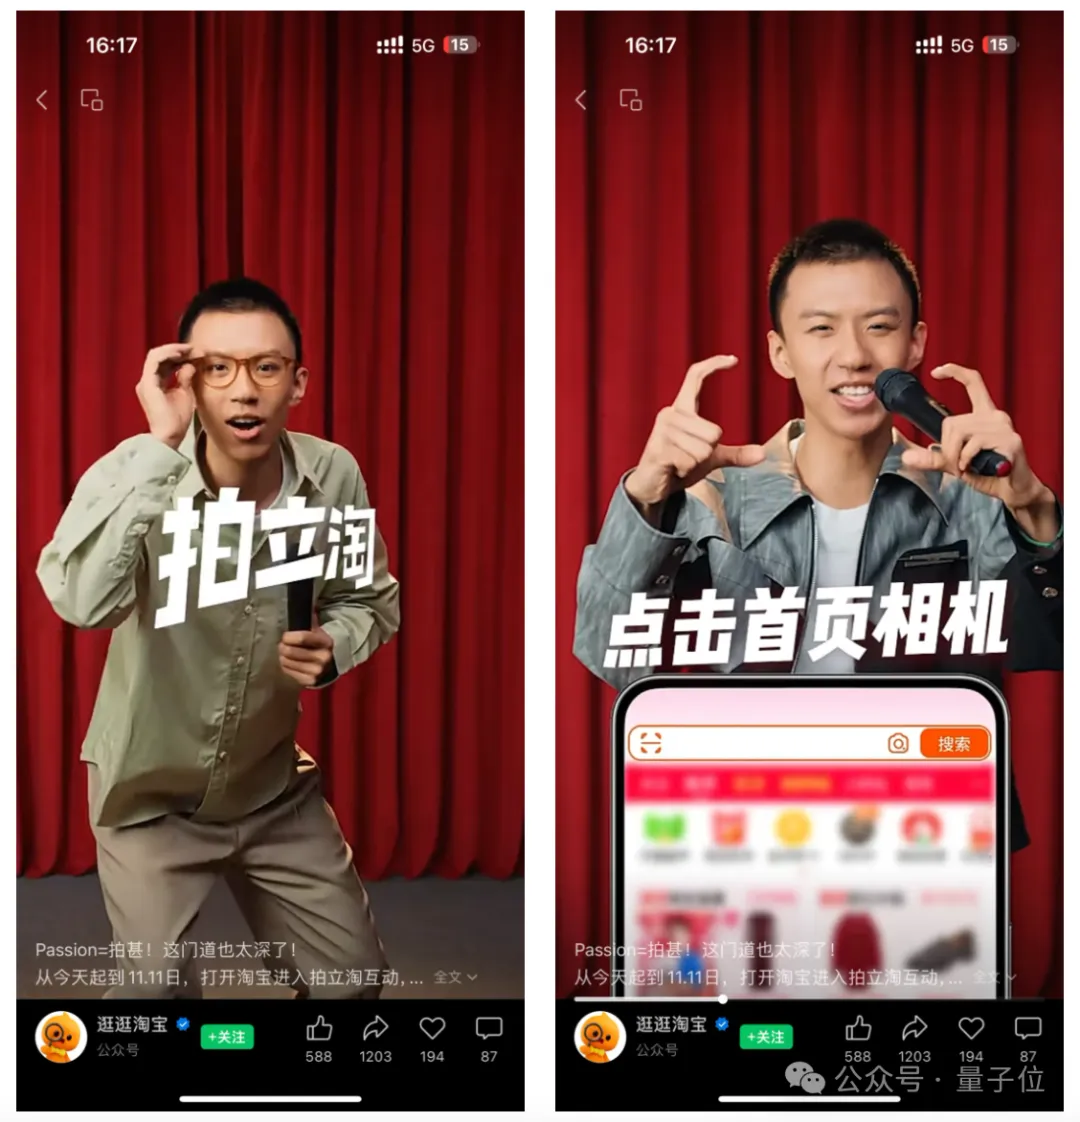 16:17
5G 15
拍立淘
Passion=拍甚！这门道也太深了！
从今天起到11.11日，打开淘宝进入拍立淘互动，...
全文
逛逛淘宝
公众号
+关注
588
1203
194
87
16:17
5G 15
点击首页相机
搜索
Passion=拍甚！这门道也太深了！
从今天起到11.11日，打开淘宝进入拍立淘互动，...
全文
逛逛淘宝
公众号
+关注
588
1203
194
87
公众号 · 量子位